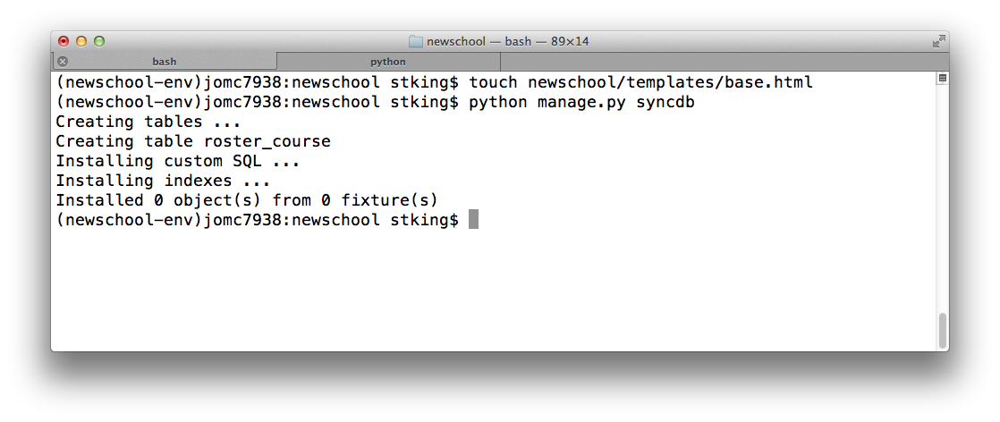 newschool — bash — 89×14
bash
python
(newschool-env)jomc7938:newschool stking$ touch newschool/templates/base.html
(newschool-env)jomc7938:newschool stking$ python manage.py syncdb
Creating tables ...
Creating table roster_course
Installing custom SQL ...
Installing indexes ...
Installed 0 object(s) from 0 fixture(s)
(newschool-env)jomc7938:newschool stking$